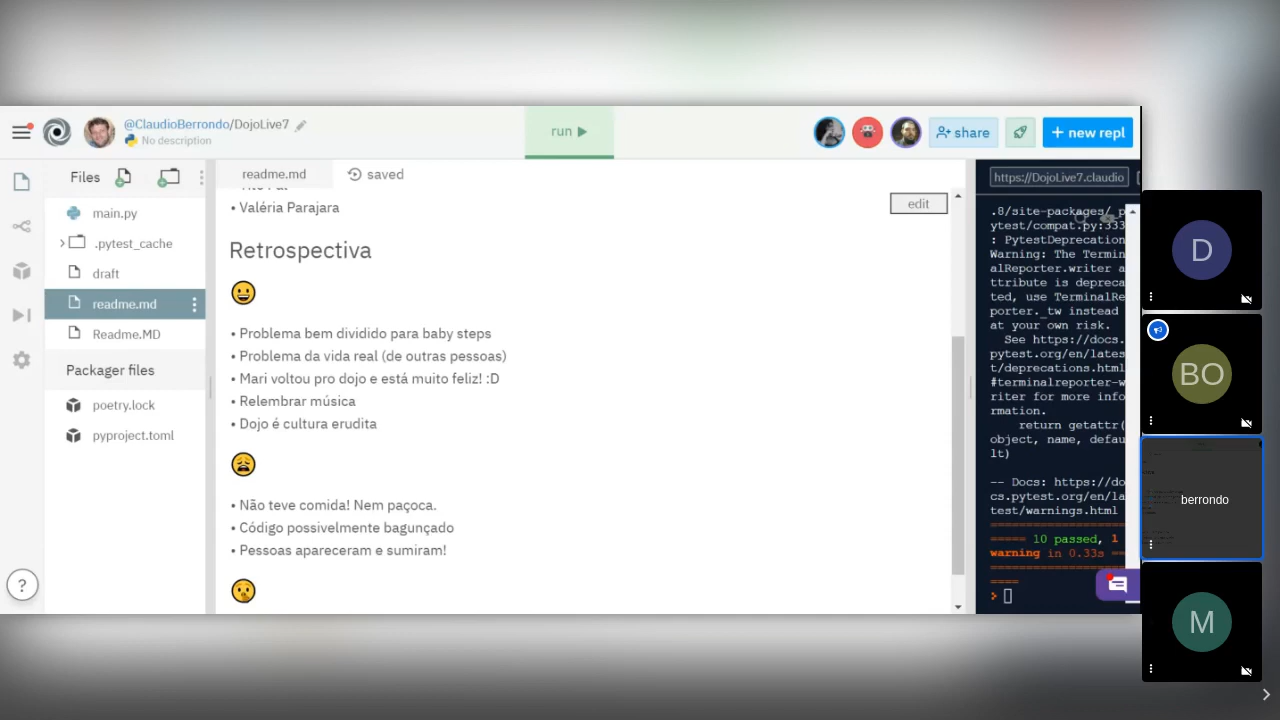 @ClaudioBerrondo/DojoLive7
No description
run
share
+ new repl
Files
main.py
.pytest_cache
draft
readme.md
Readme.MD
Packager files
poetry.lock
pyproject.toml
?
readme.md
saved
edit
• Valéria Parajara
Retrospectiva
• Problema bem dividido para baby steps
• Problema da vida real (de outras pessoas)
• Mari voltou pro dojo e está muito feliz! :D
• Relembrar música
• Dojo é cultura erudita
• Não teve comida! Nem paçoca.
• Código possivelmente bagunçado
• Pessoas apareceram e sumiram!
https://DojoLive7.claudio
.8/site-packages/_p
ytest/compat.py:333
: PytestDeprecation
Warning: The Termin
alReporter.writer a
ttribute is depreca
ted, use TerminalRe
porter._tw instead
at your own risk.
See https://docs.
pytest.org/en/lates
t/deprecations.html
#terminalreporter-w
riter for more info
rmation.
return getattr(
object, name, defau
lt)
-- Docs: https://do
cs.pytest.org/en/la
test/warnings.html
===== 10 passed, 1
warning in 0.33s ==
====
D
BO
berrondo
M